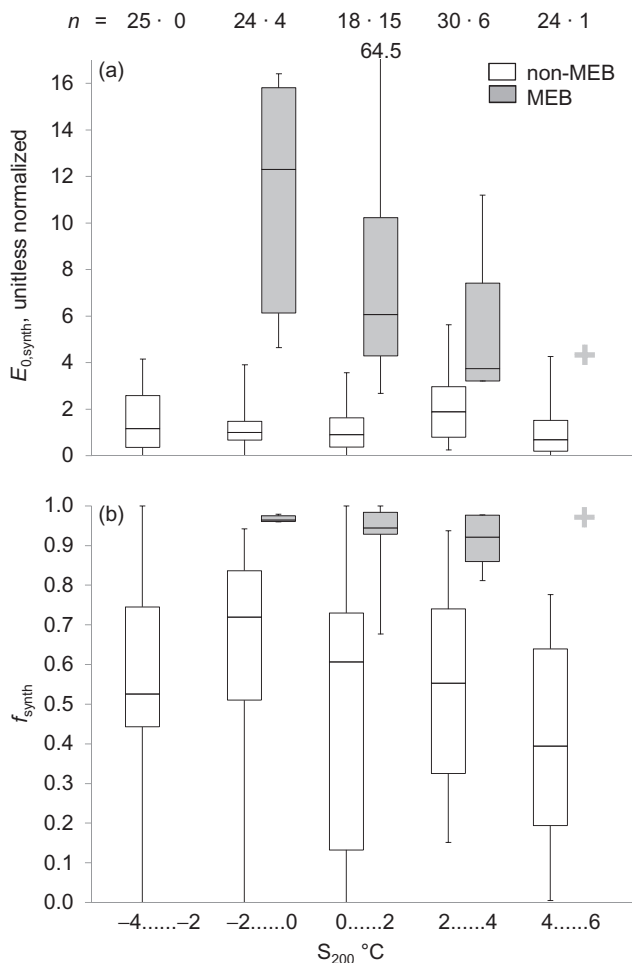 n = 25 · 0 24 · 4 18 · 15 30 · 6 24 · 1
64.5
(a)
non-MEB
MEB
16
14
12
10
8
6
4
2
0
E0,synth, unitless normalized
(b)
1.0
0.9
0.8
0.7
0.6
0.5
0.4
0.3
0.2
0.1
0.0
fsynth
–4......–2 –2......0 0......2 2......4 4......6
S200 °C